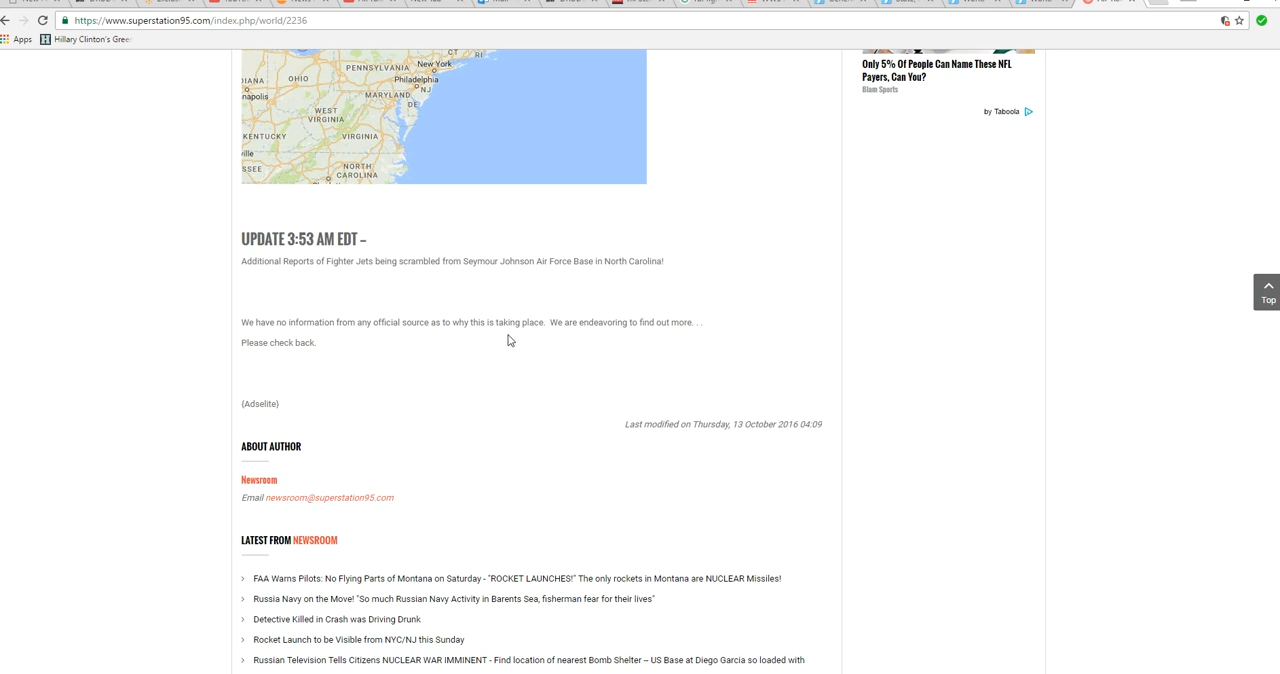 https://www.superstation95.com/index.php/world/2236
Apps
Hillary Clinton's Gree
CT
RI
New York
PENNSYLVANIA
OHIO
IANA
napolis
Philadelphia
NJ
MARYLAND
DE
WEST
VIRGINIA
KENTUCKY
VIRGINIA
ville
SSEE
NORTH
CAROLINA
Only 5% Of People Can Name These NFL
Payers, Can You?
Blam Sports
by Taboola
UPDATE 3:53 AM EDT –
Additional Reports of Fighter Jets being scrambled from Seymour Johnson Air Force Base in North Carolina!
We have no information from any official source as to why this is taking place. We are endeavoring to find out more. . .
Please check back.
Top
{Adselite}
Last modified on Thursday, 13 October 2016 04:09
ABOUT AUTHOR
Newsroom
Email newsroom@superstation95.com
LATEST FROM NEWSROOM
FAA Warns Pilots: No Flying Parts of Montana on Saturday - "ROCKET LAUNCHES!" The only rockets in Montana are NUCLEAR Missiles!
Russia Navy on the Move! "So much Russian Navy Activity in Barents Sea, fisherman fear for their lives"
Detective Killed in Crash was Driving Drunk
Rocket Launch to be Visible from NYC/NJ this Sunday
Russian Television Tells Citizens NUCLEAR WAR IMMINENT - Find location of nearest Bomb Shelter -- US Base at Diego Garcia so loaded with